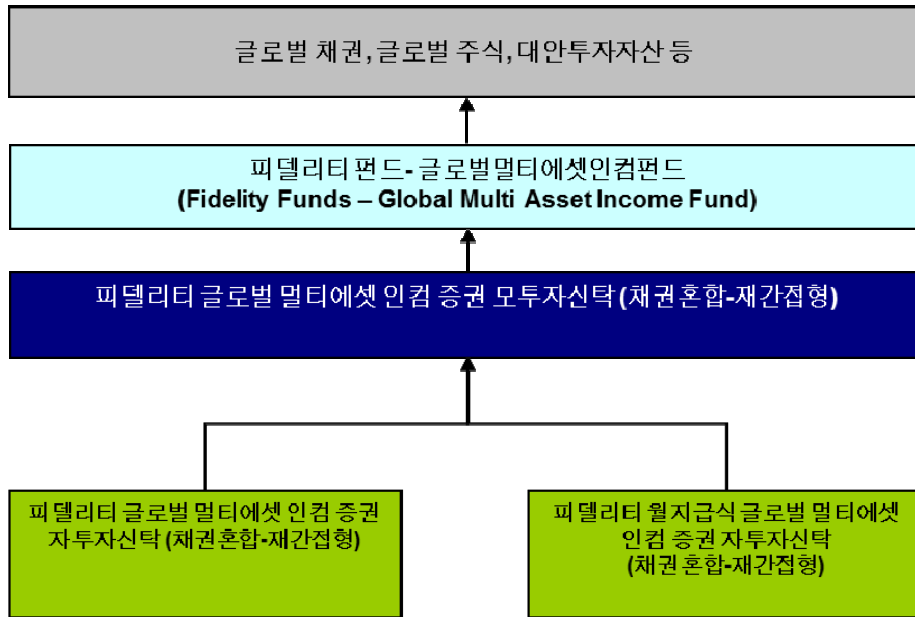 글로벌 채권, 글로벌 주식, 대안투자자산 등
피델리티 펀드- 글로벌멀티에셋인컴펀드
(Fidelity Funds – Global Multi Asset Income Fund)
피델리티 글로벌 멀티에셋 인컴 증권 모투자신탁 (채권혼합-재간접형)
피델리티 글로벌 멀티에셋 인컴 증권
자투자신탁 (채권혼합-재간접형)
피델리티 월지급식 글로벌 멀티에셋
인컴 증권 자투자신탁
(채권혼합-재간접형)